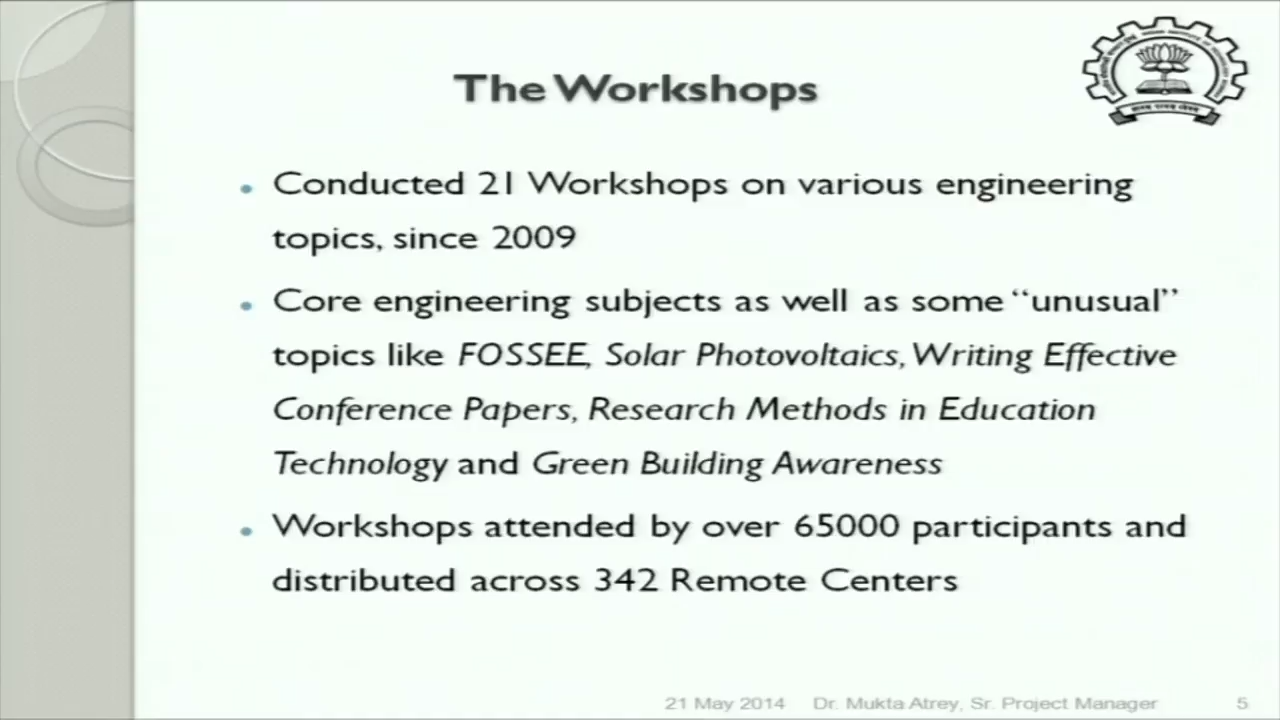 The Workshops
Conducted 21 Workshops on various engineering
topics, since 2009
Core engineering subjects as well as some “unusual”
topics like FOSSEE, Solar Photovoltaics, Writing Effective
Conference Papers, Research Methods in Education
Technology and Green Building Awareness
Workshops attended by over 65000 participants and
distributed across 342 Remote Centers
21 May 2014 Dr. Mukta Atrey, Sr. Project Manager 5